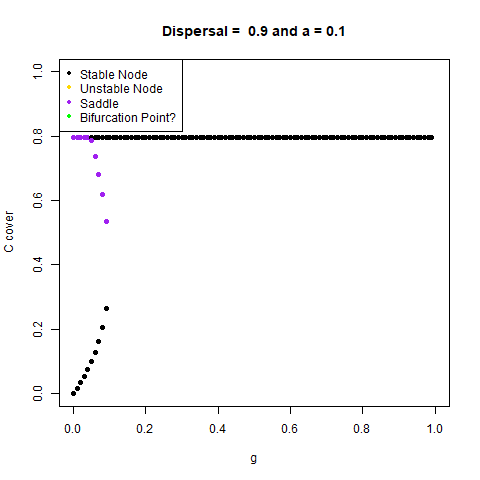 Dispersal =  0.9 and a = 0.1
Stable Node
Unstable Node
Saddle
Bifurcation Point?
C cover
1.0
0.8
0.6
0.4
0.2
0.0
0.0 0.2 0.4 0.6 0.8 1.0
g